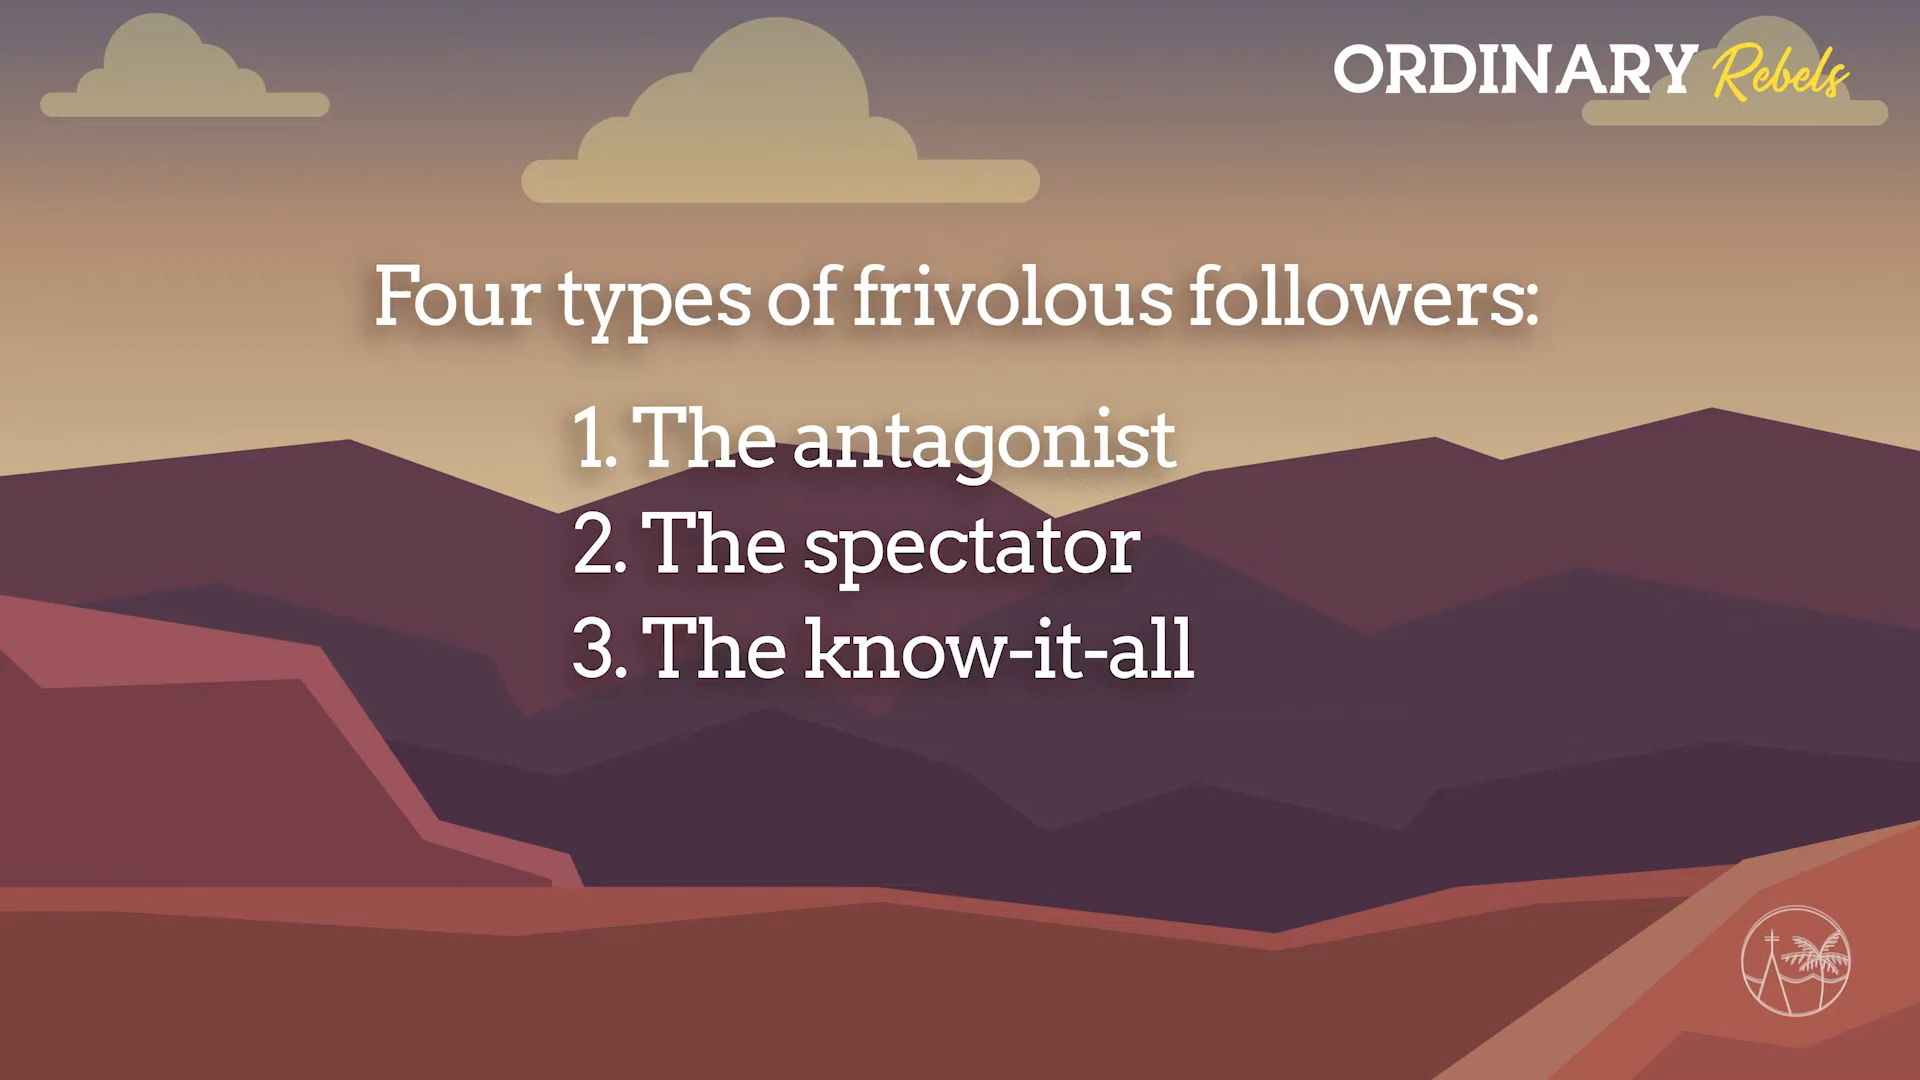 ORDINARY Rebels
Four types of frivolous followers:
1. The antagonist
2. The spectator
3. The know-it-all